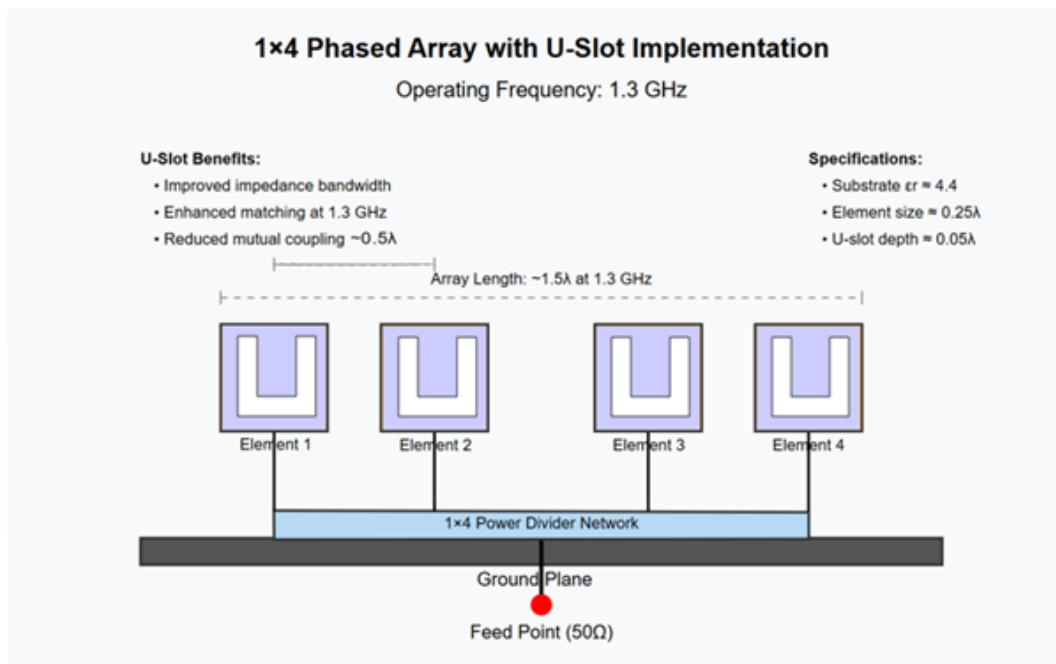 1×4 Phased Array with U-Slot Implementation
Operating Frequency: 1.3 GHz
U-Slot Benefits:
• Improved impedance bandwidth
• Enhanced matching at 1.3 GHz
• Reduced mutual coupling ~0.5λ
Specifications:
• Substrate εr ≈ 4.4
• Element size ≈ 0.25λ
• U-slot depth ≈ 0.05λ
Array Length: ~1.5λ at 1.3 GHz
Element 1
Element 2
Element 3
Element 4
1×4 Power Divider Network
Ground Plane
Feed Point (50Ω)